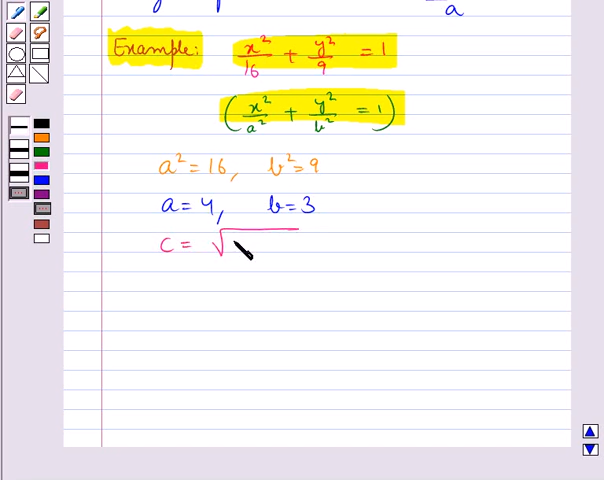 a
Example: x²/16 + y²/9 = 1
(x²/a² + y²/b² = 1)
a² = 16, b² = 9
a = 4, b = 3
c = √